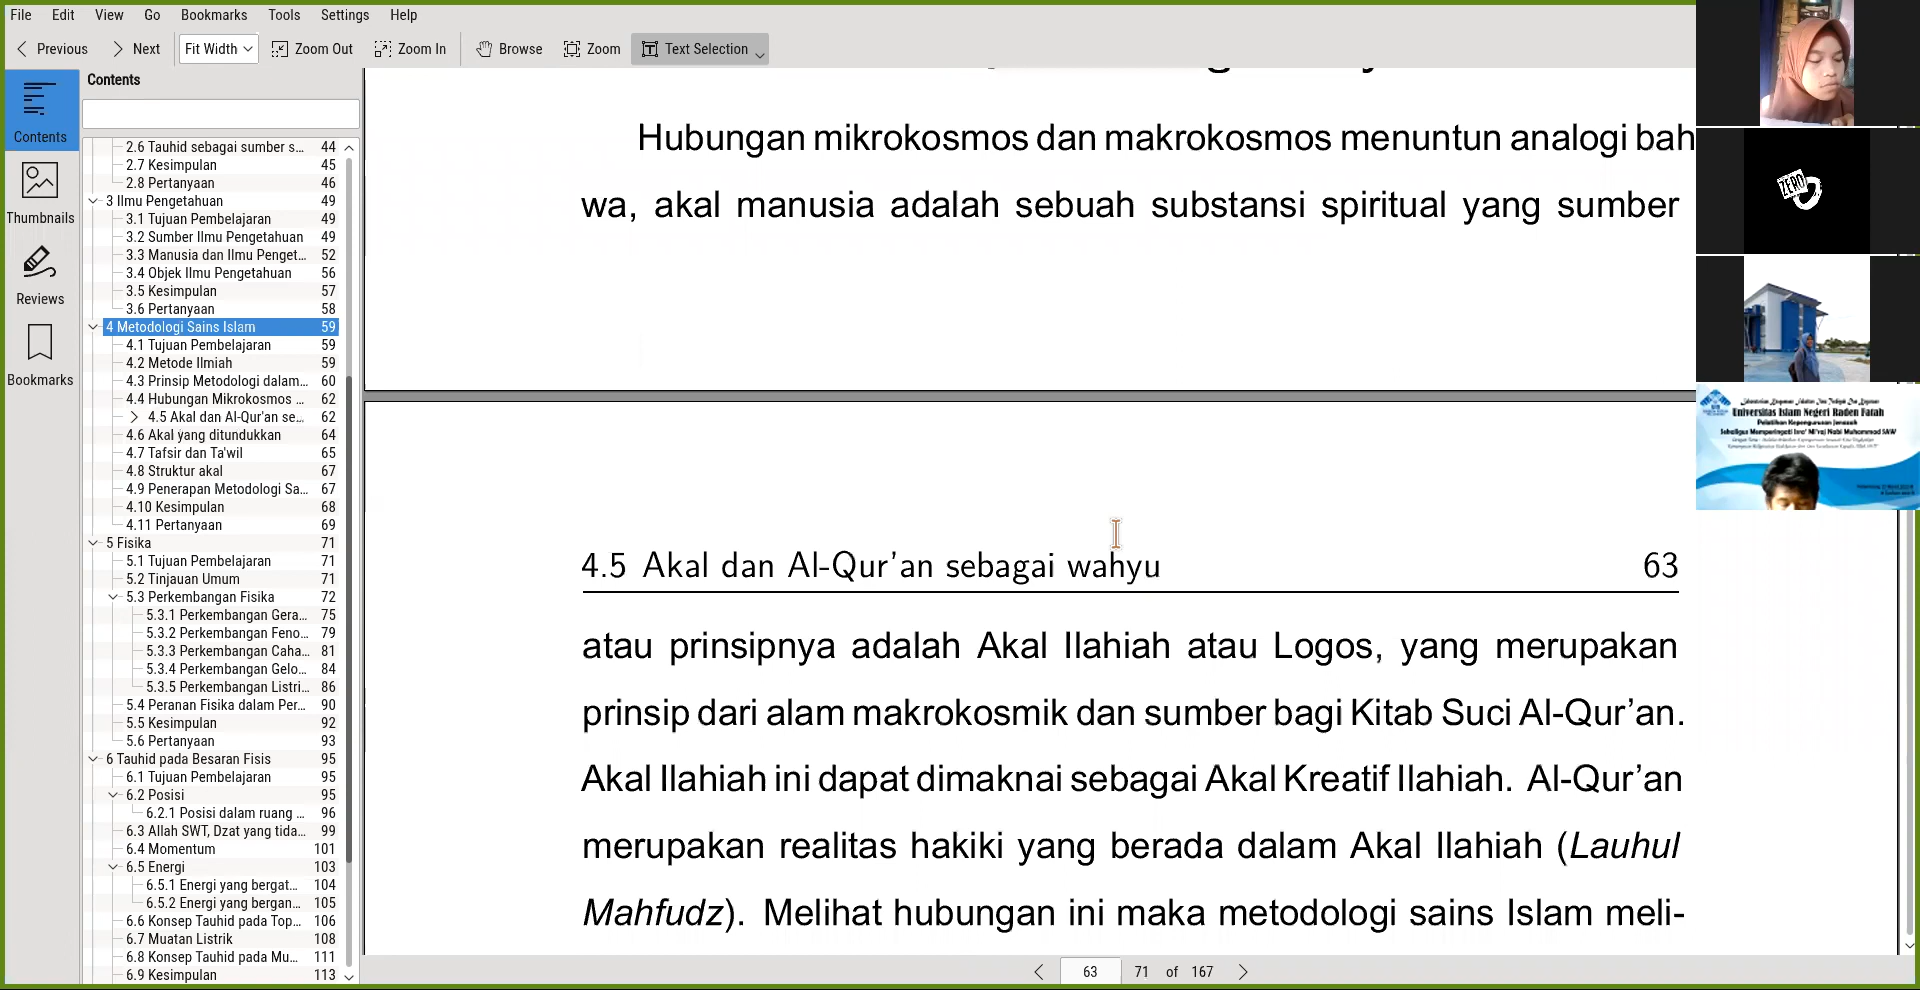 File Edit View Go Bookmarks Tools Settings Help
Previous Next Fit Width Zoom Out Zoom In Browse Zoom Text Selection
Contents
Contents
Thumbnails
Reviews
Bookmarks
2.6 Tauhid sebagai sumber s... 44
2.7 Kesimpulan 45
2.8 Pertanyaan 46
3 Ilmu Pengetahuan 49
3.1 Tujuan Pembelajaran 49
3.2 Sumber Ilmu Pengetahuan 49
3.3 Manusia dan Ilmu Penget... 52
3.4 Objek Ilmu Pengetahuan 56
3.5 Kesimpulan 57
3.6 Pertanyaan 58
4 Metodologi Sains Islam 59
4.1 Tujuan Pembelajaran 59
4.2 Metode Ilmiah 59
4.3 Prinsip Metodologi dalam... 60
4.4 Hubungan Mikrokosmos ... 62
4.5 Akal dan Al-Qur'an se... 62
4.6 Akal yang ditundukkan 64
4.7 Tafsir dan Ta'wil 65
4.8 Struktur akal 67
4.9 Penerapan Metodologi Sa... 67
4.10 Kesimpulan 68
4.11 Pertanyaan 69
5 Fisika 71
5.1 Tujuan Pembelajaran 71
5.2 Tinjauan Umum 71
5.3 Perkembangan Fisika 72
5.3.1 Perkembangan Gera... 75
5.3.2 Perkembangan Feno... 79
5.3.3 Perkembangan Caha... 81
5.3.4 Perkembangan Gelo... 84
5.3.5 Perkembangan Listri... 86
5.4 Peranan Fisika dalam Per... 90
5.5 Kesimpulan 92
5.6 Pertanyaan 93
6 Tauhid pada Besaran Fisis 95
6.1 Tujuan Pembelajaran 95
6.2 Posisi 95
6.2.1 Posisi dalam ruang ... 96
6.3 Allah SWT, Dzat yang tida... 99
6.4 Momentum 101
6.5 Energi 103
6.5.1 Energi yang bergat... 104
6.5.2 Energi yang bergan... 105
6.6 Konsep Tauhid pada Top... 106
6.7 Muatan Listrik 108
6.8 Konsep Tauhid pada Mu... 111
6.9 Kesimpulan 113
Hubungan mikrokosmos dan makrokosmos menuntun analogi bah
wa, akal manusia adalah sebuah substansi spiritual yang sumber
4.5 Akal dan Al-Qur'an sebagai wahyu 63
atau prinsipnya adalah Akal Ilahiah atau Logos, yang merupakan
prinsip dari alam makrokosmik dan sumber bagi Kitab Suci Al-Qur'an.
Akal Ilahiah ini dapat dimaknai sebagai Akal Kreatif Ilahiah. Al-Qur'an
merupakan realitas hakiki yang berada dalam Akal Ilahiah (Lauhul
Mahfudz). Melihat hubungan ini maka metodologi sains Islam meli-
63 71 of 167
ZERO
Universitas Islam Negeri Raden Fatah
Pelatihan Kepengurusan Jenazah
Sekaligus Memperingati Isra' Mi'raj Nabi Muhammad SAW